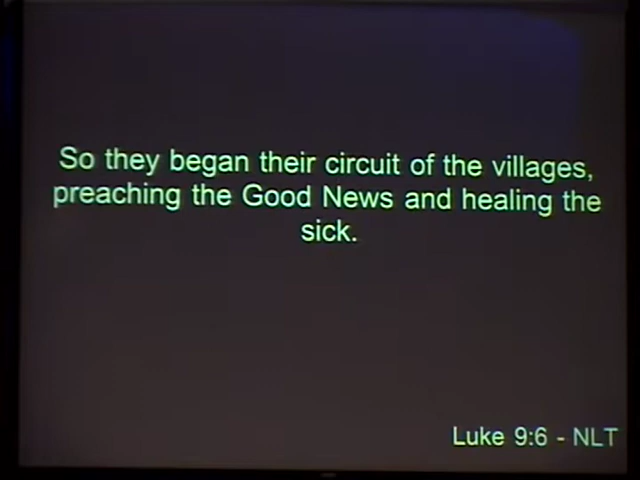 So they began their circuit of the villages,
preaching the Good News and healing the
sick.
Luke 9:6 - NLT